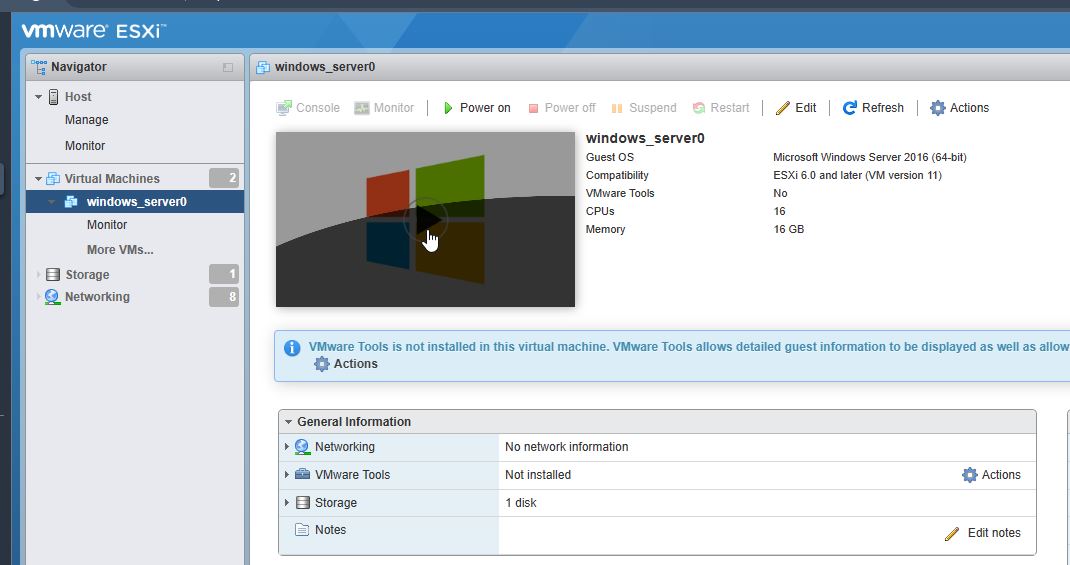 vmware ESXi™
Navigator
Host
Manage
Monitor
Virtual Machines 2
windows_server0
Monitor
More VMs...
Storage 1
Networking 8
windows_server0
Console Monitor Power on Power off Suspend Restart Edit Refresh Actions
windows_server0
Guest OS Microsoft Windows Server 2016 (64-bit)
Compatibility ESXi 6.0 and later (VM version 11)
VMware Tools No
CPUs 16
Memory 16 GB
VMware Tools is not installed in this virtual machine. VMware Tools allows detailed guest information to be displayed as well as allow
Actions
General Information
Networking No network information
VMware Tools Not installed Actions
Storage 1 disk
Notes Edit notes